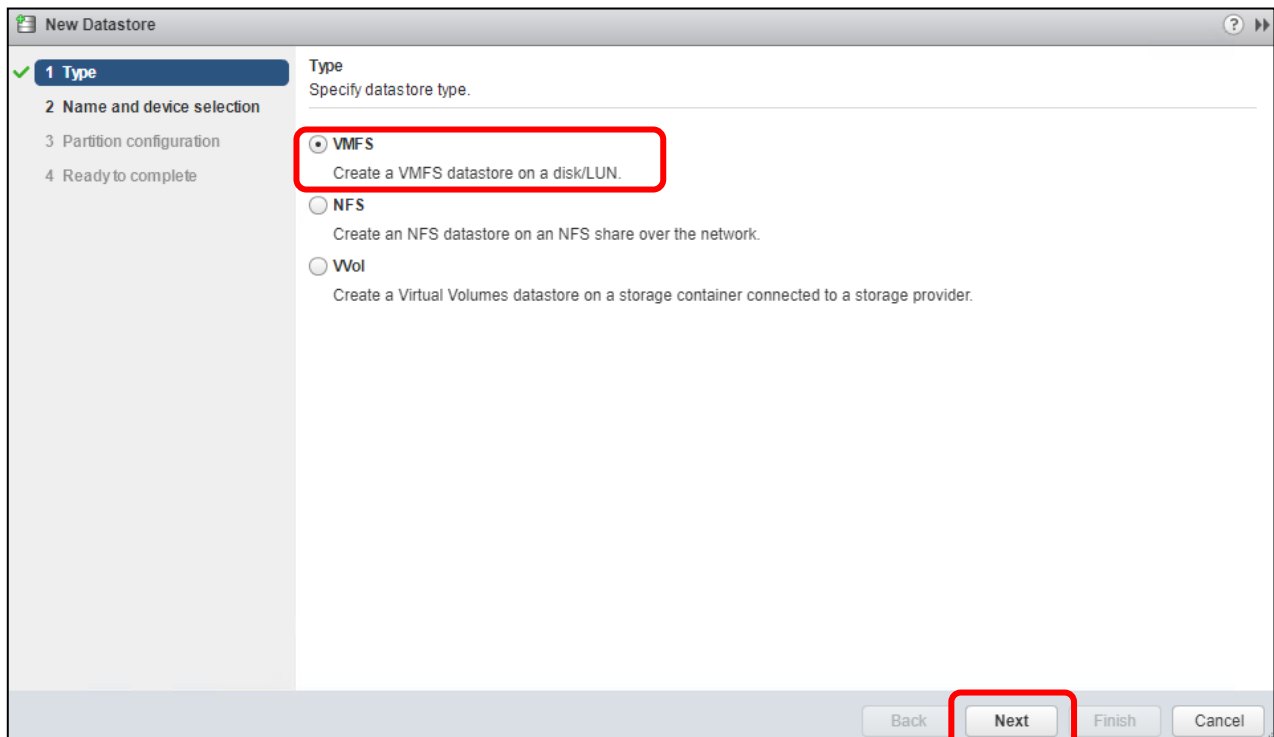 New Datastore
?
1 Type
2 Name and device selection
3 Partition configuration
4 Ready to complete
Type
Specify datastore type.
VMFS
Create a VMFS datastore on a disk/LUN.
NFS
Create an NFS datastore on an NFS share over the network.
VVol
Create a Virtual Volumes datastore on a storage container connected to a storage provider.
Back Next Finish Cancel